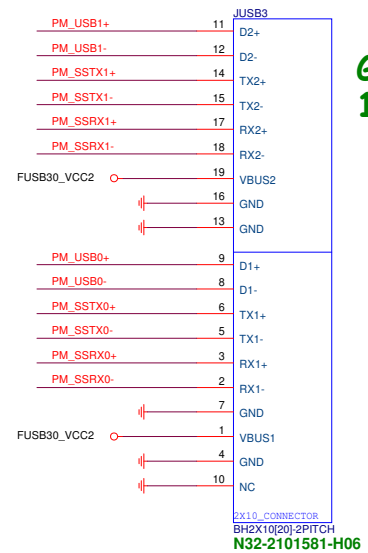 JUSB3
PM_USB1+ 11 D2+
PM_USB1- 12 D2-
PM_SSTX1+ 14 TX2+
PM_SSTX1- 15 TX2-
PM_SSRX1+ 17 RX2+
PM_SSRX1- 18 RX2-
FUSB30_VCC2 19 VBUS2
16 GND
13 GND
PM_USB0+ 9 D1+
PM_USB0- 8 D1-
PM_SSTX0+ 6 TX1+
PM_SSTX0- 5 TX1-
PM_SSRX0+ 3 RX1+
PM_SSRX0- 2 RX1-
7 GND
FUSB30_VCC2 1 VBUS1
4 GND
10 NC
2X10_CONNECTOR
BH2X10[20]-2PITCH
N32-2101581-H06